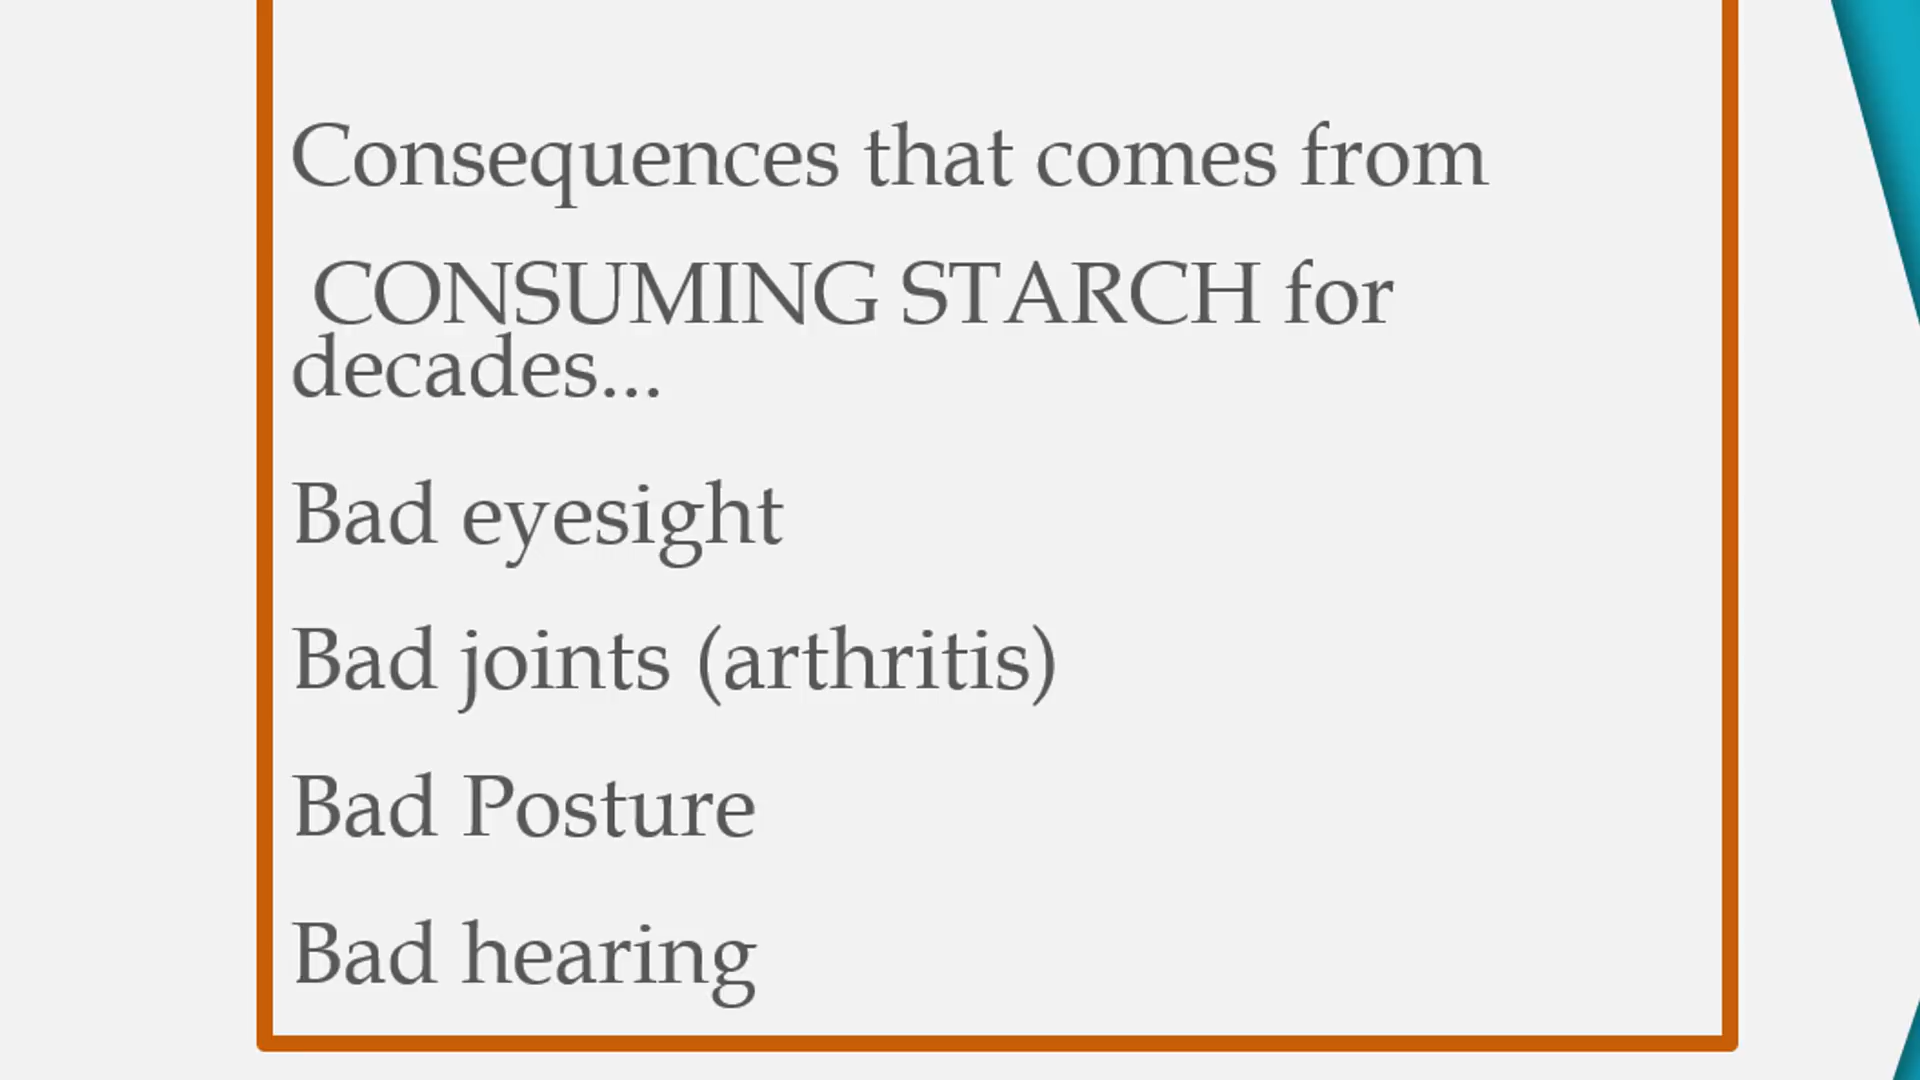 Consequences that comes from
CONSUMING STARCH for
decades...
Bad eyesight
Bad joints (arthritis)
Bad Posture
Bad hearing